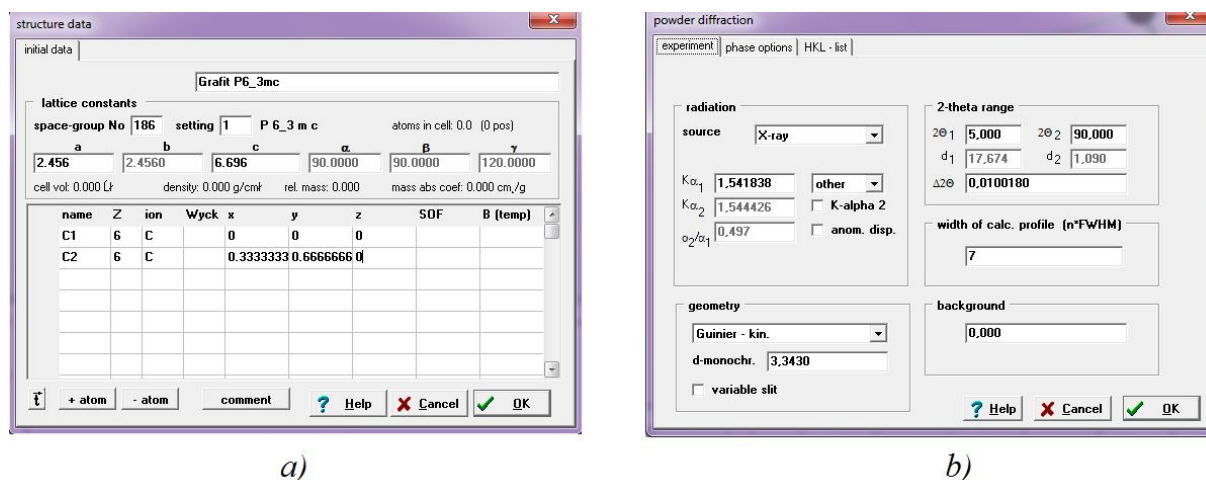 structure data
initial data
Grafit P6_3mc
lattice constants
space-group No 186 setting 1 P 6_3 m c atoms in cell: 0.0 (0 pos)
a b c α β γ
2.456 2.4560 6.696 90.0000 90.0000 120.0000
cell vol: 0.000 density: 0.000 rel. mass: 0.000 mass abs coef: 0.000
name Z ion Wyck x y z SOF B (temp)
C1 6 C 0 0 0
C2 6 C 0.3333333 0.6666666 0
+ atom - atom comment ? Help Cancel OK
a)
powder diffraction
experiment phase options HKL - list
radiation
source X-ray
Kα1 1,541838 other
Kα2 1,544426 K-alpha 2
α2/α1 0,497 anom. disp.
geometry
Guinier - kin.
d-monochr. 3,3430
variable slit
2-theta range
2Θ1 5,000 2Θ2 90,000
d1 17,674 d2 1,090
Δ2Θ 0,0100180
width of calc. profile (n*FWHM)
7
background
0,000
? Help Cancel OK
b)